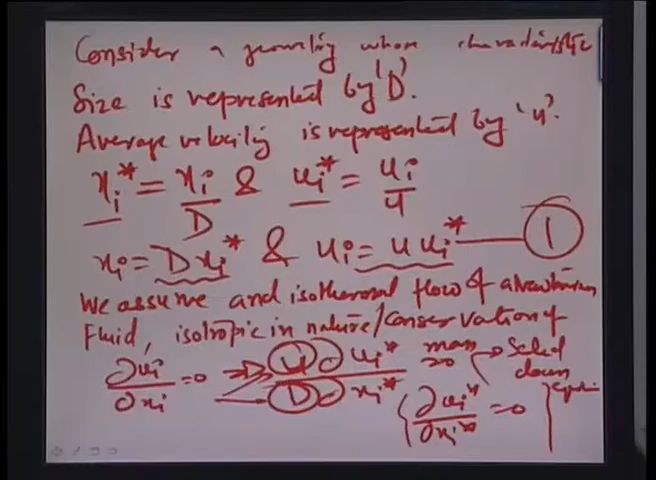 Consider a geometry whose characteristic
Size is represented by 'D'.
Average velocity is represented by 'u'.
xi* = xi/D & ui* = ui/u
xi = D xi* & ui = u ui* — 1
We assume and isothermal flow of a Newtonian
Fluid, isotropic in nature/Conservation of
∂ui/∂xi = 0 ⇒ u ∂ui*/D ∂xi* = 0 mass → Scaled down
∂ui*/∂xi* = 0